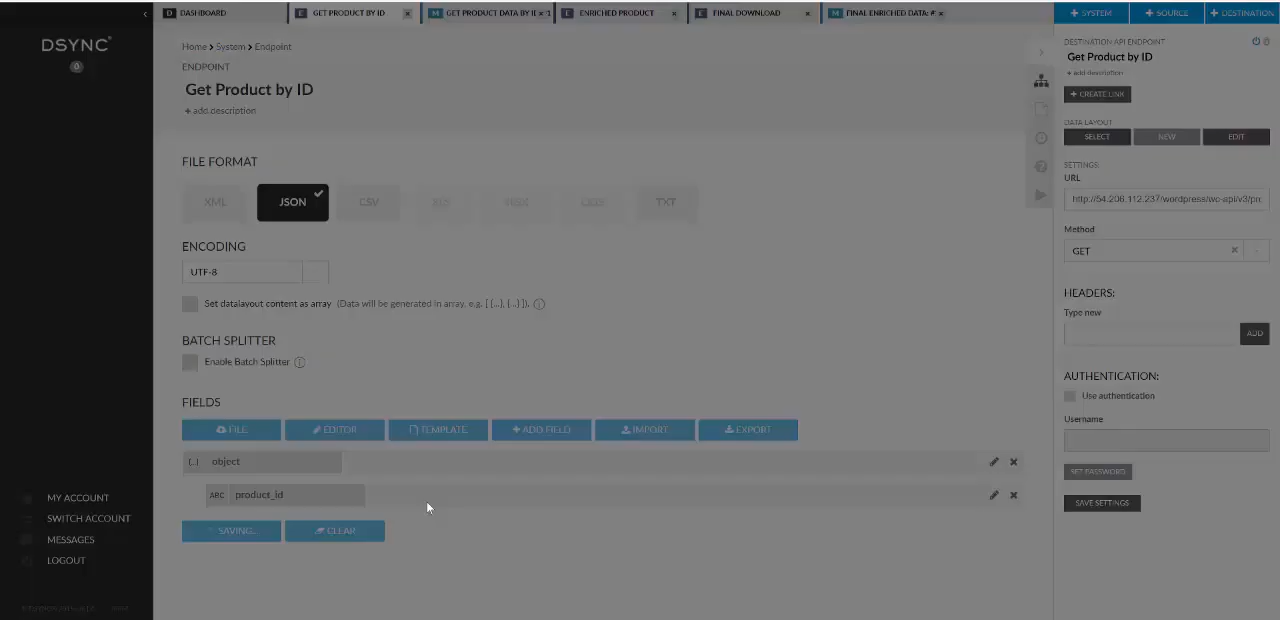 DSYNC
0
MY ACCOUNT
SWITCH ACCOUNT
MESSAGES
LOGOUT
D DASHBOARD
E GET PRODUCT BY ID
M GET PRODUCT DATA BY
E ENRICHED PRODUCT
E FINAL DOWNLOAD
M FINAL ENRICHED DATA:
+ SYSTEM
+ SOURCE
+ DESTINATION
Home > System > Endpoint
ENDPOINT
Get Product by ID
+ add description
FILE FORMAT
XML
JSON
CSV
TXT
ENCODING
UTF-8
Set datalayout content as array (Data will be generated in array, e.g. [ {...}, {...} ]).
BATCH SPLITTER
Enable Batch Splitter
FIELDS
FILE
EDITOR
TEMPLATE
+ ADD FIELD
IMPORT
EXPORT
object
ABC product_id
SAVING..
CLEAR
DESTINATION API ENDPOINT
Get Product by ID
+ add description
+ CREATE LINK
DATA LAYOUT
SELECT
NEW
EDIT
SETTINGS:
URL
http://54.206.112.237/wordpress/wc-api/v3/pro
Method
GET
HEADERS:
Type new
ADD
AUTHENTICATION:
Use authentication
Username
SET PASSWORD
SAVE SETTINGS